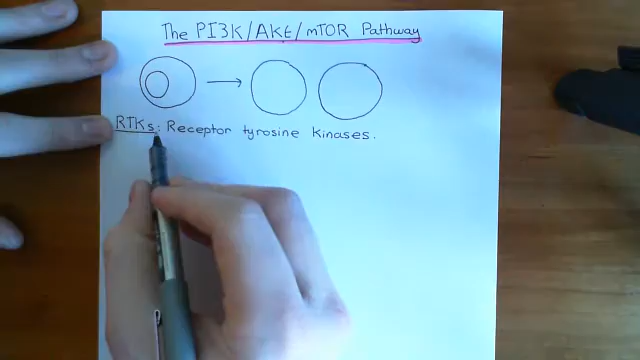 The PI3K/Akt/mTOR Pathway
RTKs: Receptor tyrosine kinases.